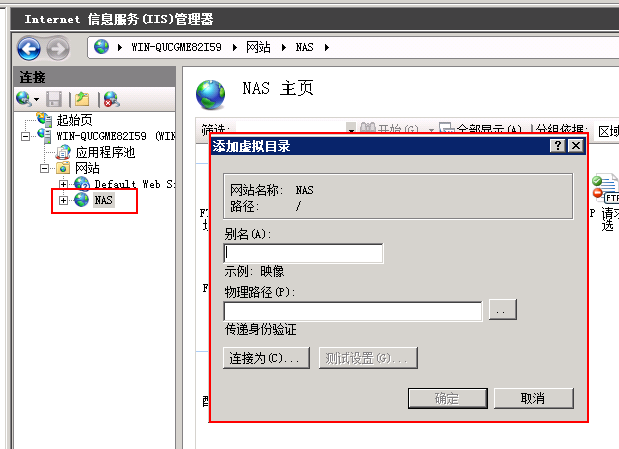 Internet 信息服务(IIS)管理器
WIN-QUCGME82I59 网站 NAS
连接
起始页
WIN-QUCGME82I59 (WIN
应用程序池
网站
Default Web S
NAS
NAS 主页
筛选: 开始(G) 全部显示(A) 分组依据: 区域
添加虚拟目录
网站名称: NAS
路径: /
别名(A):
示例: 映像
物理路径(P):
..
传递身份验证
连接为(C)... 测试设置(G)...
确定 取消
FTP
P 请求
选